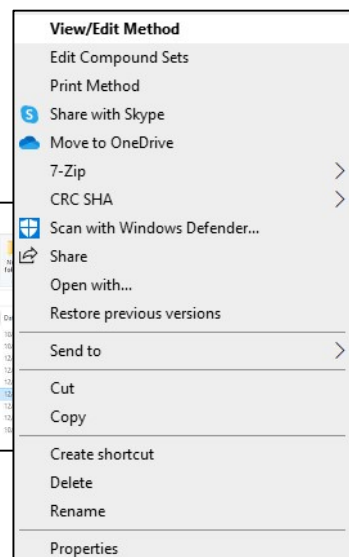 View/Edit Method
Edit Compound Sets
Print Method
Share with Skype
Move to OneDrive
7-Zip
CRC SHA
Scan with Windows Defender...
Share
Open with...
Restore previous versions
Send to
Cut
Copy
Create shortcut
Delete
Rename
Properties